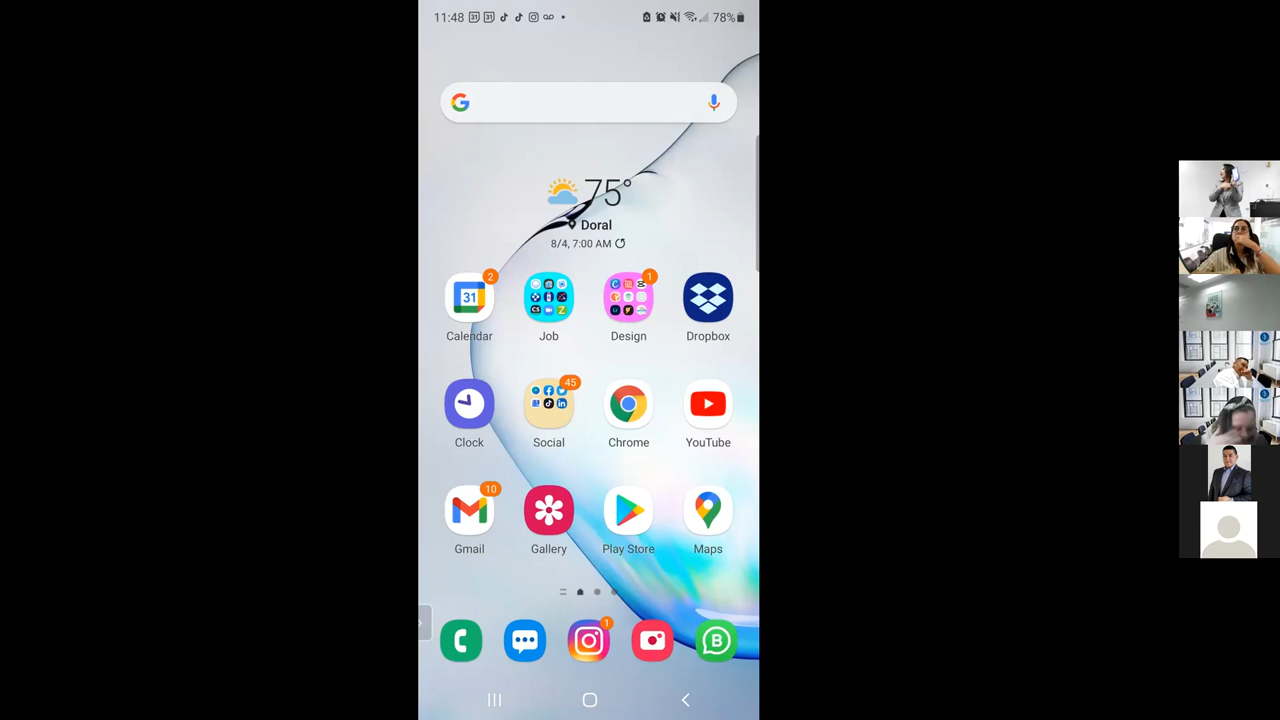 11:48
78%
75°
Doral
8/4, 7:00 AM
2
1
31
Calendar
Job
Design
Dropbox
45
Clock
Social
Chrome
YouTube
10
Gmail
Gallery
Play Store
Maps
1
B